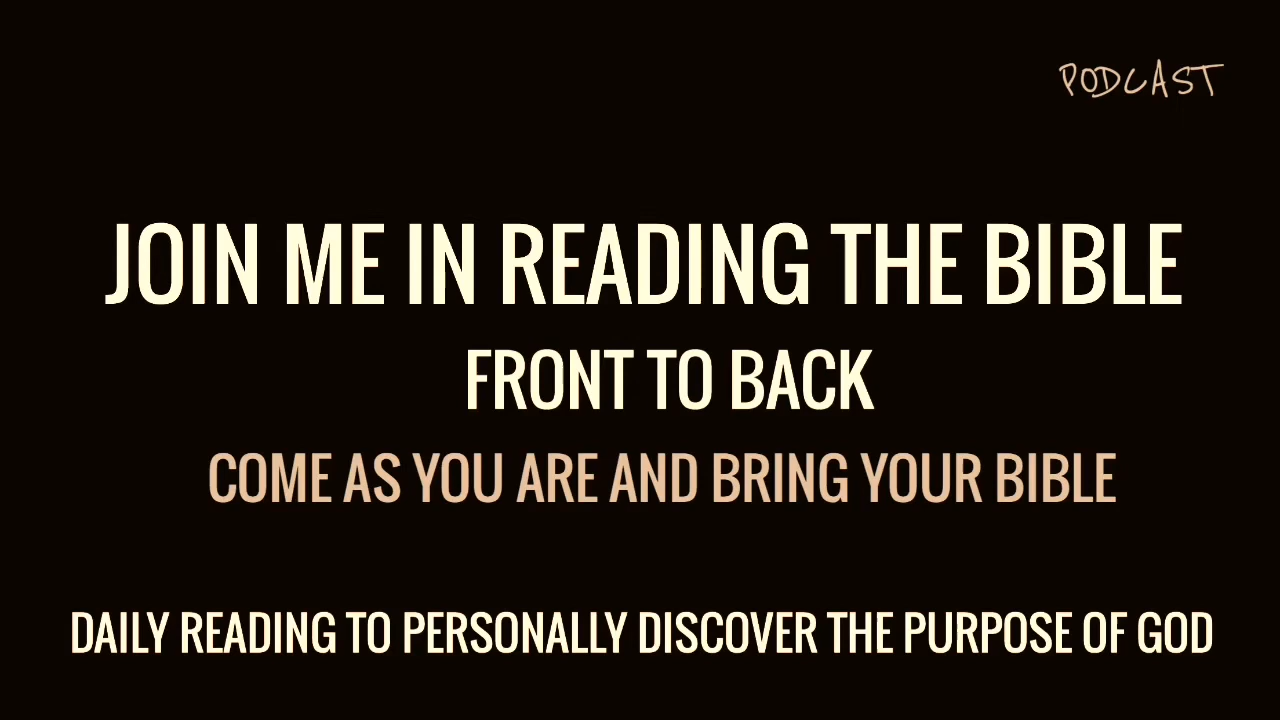 PODCAST
JOIN ME IN READING THE BIBLE
FRONT TO BACK
COME AS YOU ARE AND BRING YOUR BIBLE
DAILY READING TO PERSONALLY DISCOVER THE PURPOSE OF GOD